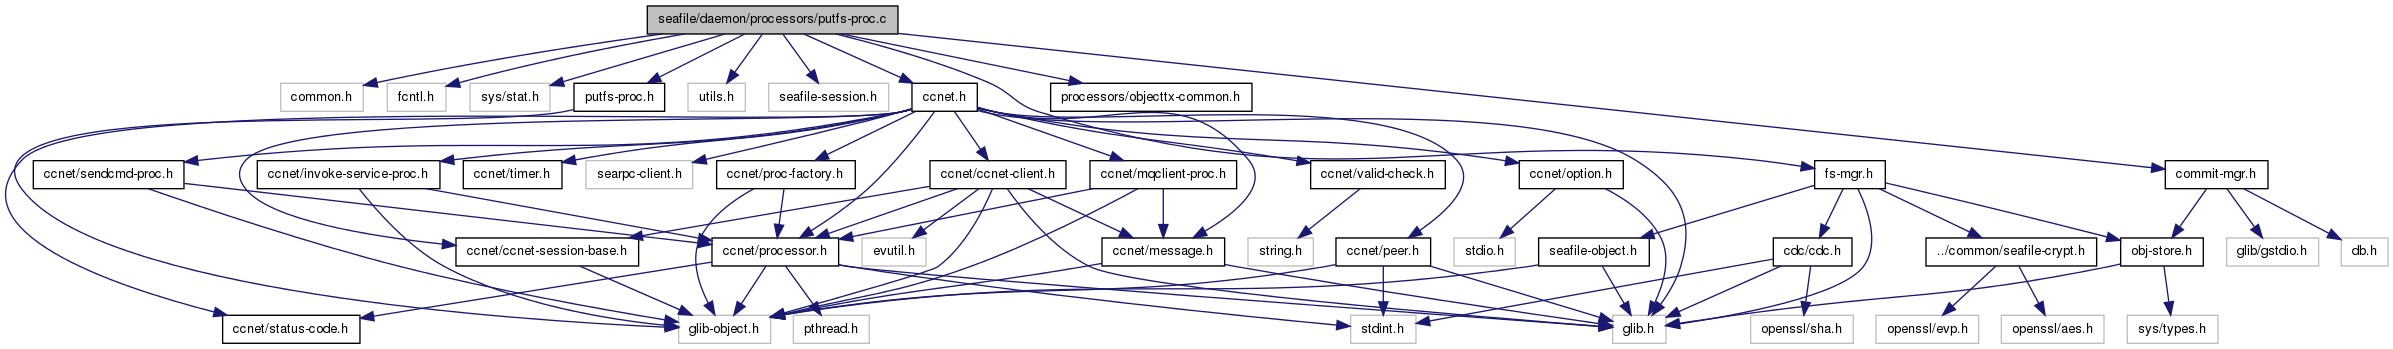 seafile/daemon/processors/putfs-proc.c
common.h
fcntl.h
sys/stat.h
putfs-proc.h
utils.h
seafile-session.h
ccnet.h
processors/objecttx-common.h
ccnet/sendcmd-proc.h
ccnet/invoke-service-proc.h
ccnet/timer.h
searpc-client.h
ccnet/proc-factory.h
ccnet/ccnet-client.h
ccnet/mqclient-proc.h
ccnet/valid-check.h
ccnet/option.h
fs-mgr.h
commit-mgr.h
ccnet/ccnet-session-base.h
ccnet/processor.h
evutil.h
ccnet/message.h
string.h
ccnet/peer.h
stdio.h
seafile-object.h
cdc/cdc.h
../common/seafile-crypt.h
obj-store.h
glib/gstdio.h
db.h
ccnet/status-code.h
glib-object.h
pthread.h
stdint.h
glib.h
openssl/sha.h
openssl/evp.h
openssl/aes.h
sys/types.h